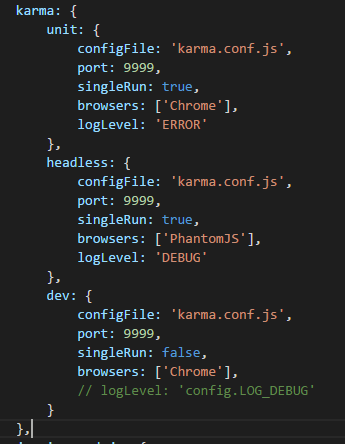 karma: {
    unit: {
        configFile: 'karma.conf.js',
        port: 9999,
        singleRun: true,
        browsers: ['Chrome'],
        logLevel: 'ERROR'
    },
    headless: {
        configFile: 'karma.conf.js',
        port: 9999,
        singleRun: true,
        browsers: ['PhantomJS'],
        logLevel: 'DEBUG'
    },
    dev: {
        configFile: 'karma.conf.js',
        port: 9999,
        singleRun: false,
        browsers: ['Chrome'],
        // logLevel: 'config.LOG_DEBUG'
    }
},